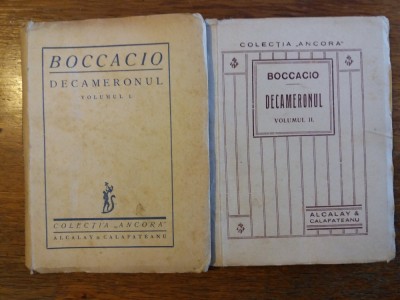 BOCCACIO
DECAMERONUL
VOLUMUL I.
COLECȚIA „ANCORA"
ALCALAY & CALAFATEANU
COLECȚIA „ANCORA"
BOCCACIO
DECAMERONUL
VOLUMUL II.
ALCALAY &
CALAFATEANU